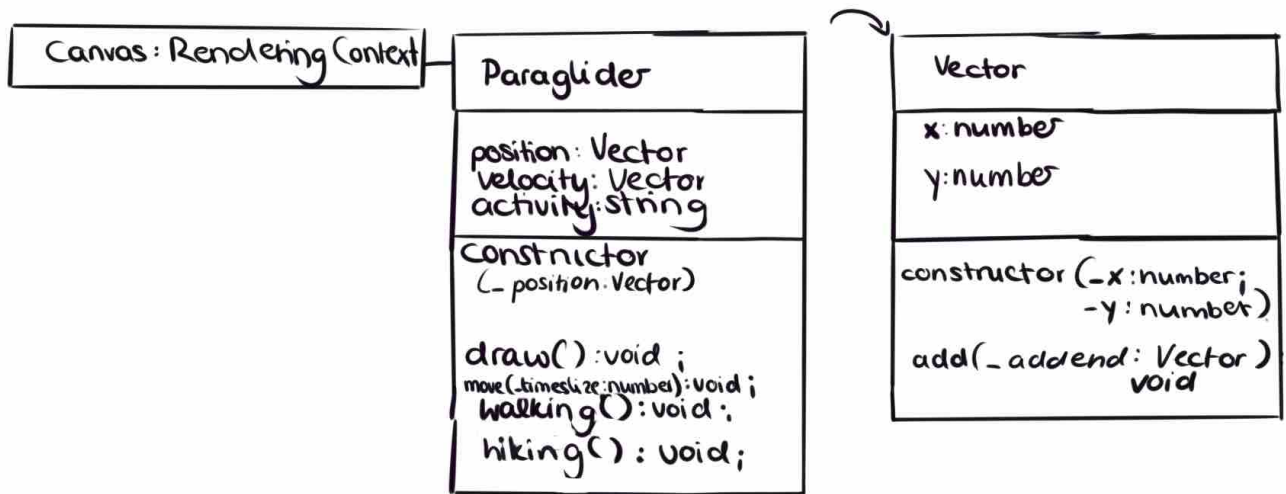 Canvas: Rendering Context
Paraglider
position: Vector
velocity: Vector
activity: string
Constructor
(_position: Vector)
draw(): void ;
move(_timeslize: number): void ;
walking(): void ;
hiking() : void ;
Vector
x: number
y: number
constructor (_x: number;
_y: number)
add(_addend: Vector)
void